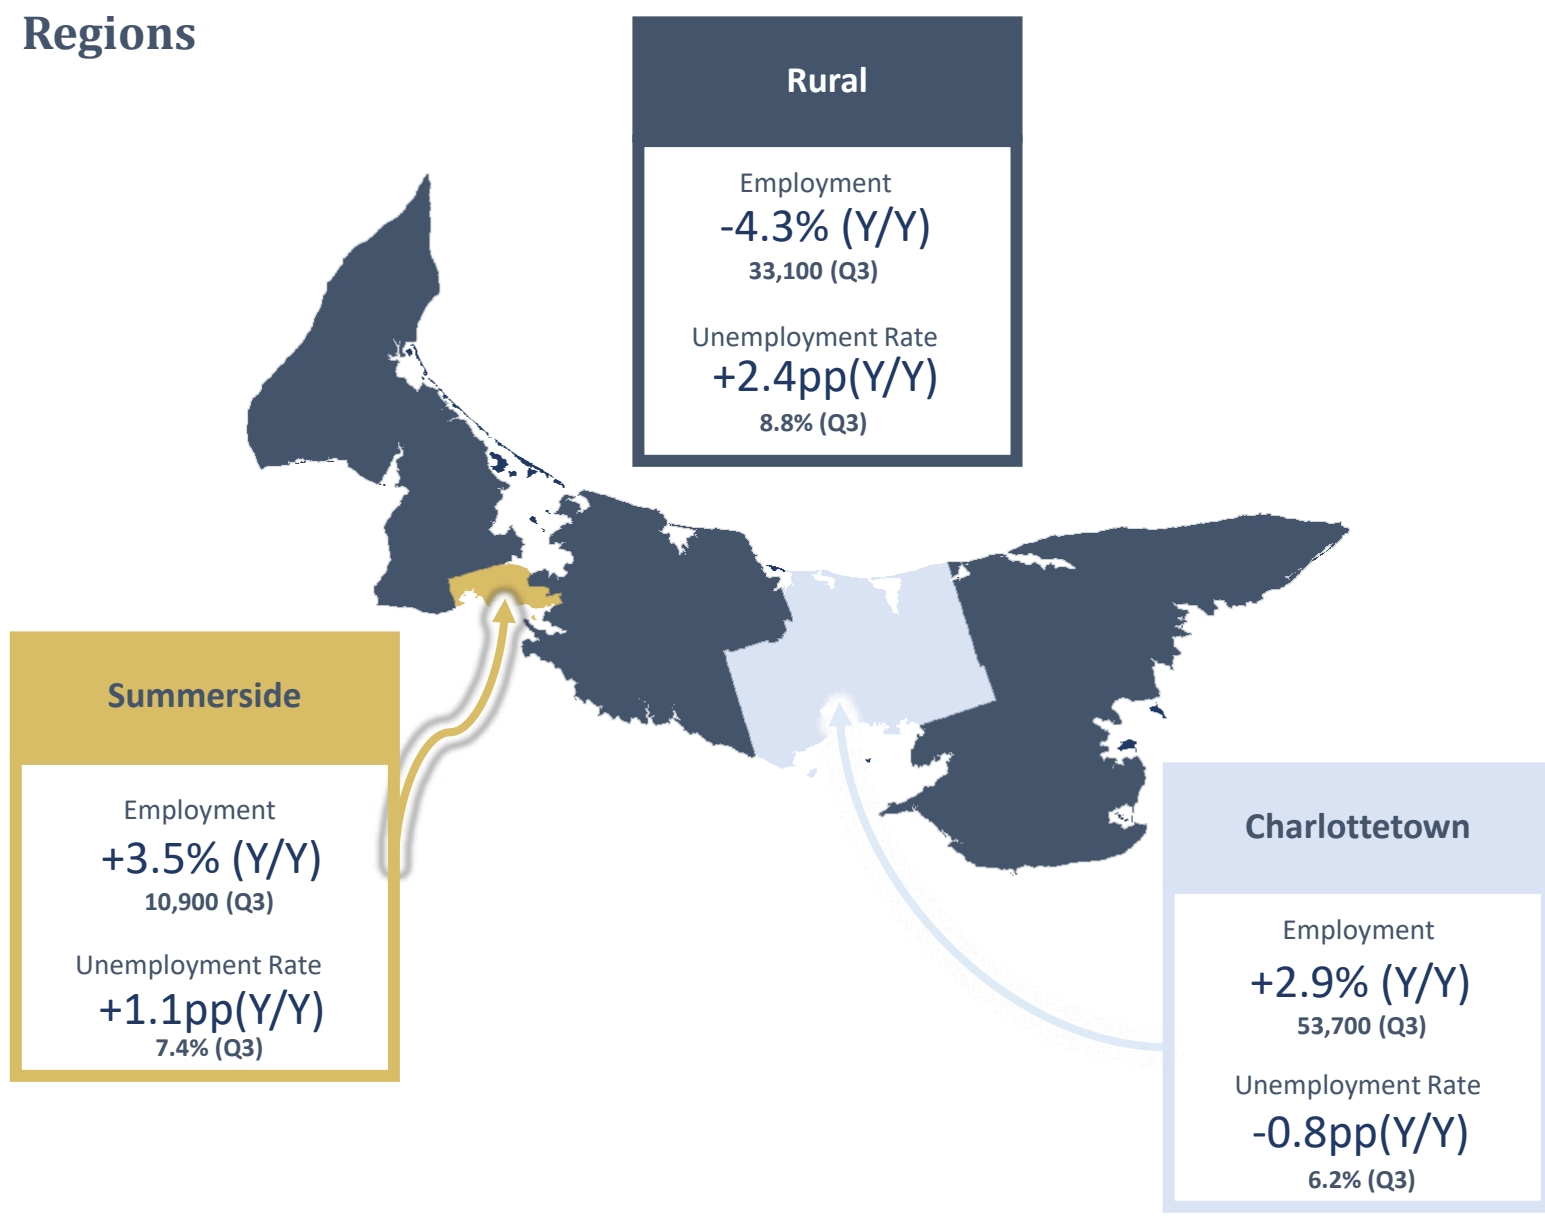 Regions
Rural
Employment
-4.3% (Y/Y)
33,100 (Q3)
Unemployment Rate
+2.4pp(Y/Y)
8.8% (Q3)
Summerside
Employment
+3.5% (Y/Y)
10,900 (Q3)
Unemployment Rate
+1.1pp(Y/Y)
7.4% (Q3)
Charlottetown
Employment
+2.9% (Y/Y)
53,700 (Q3)
Unemployment Rate
-0.8pp(Y/Y)
6.2% (Q3)